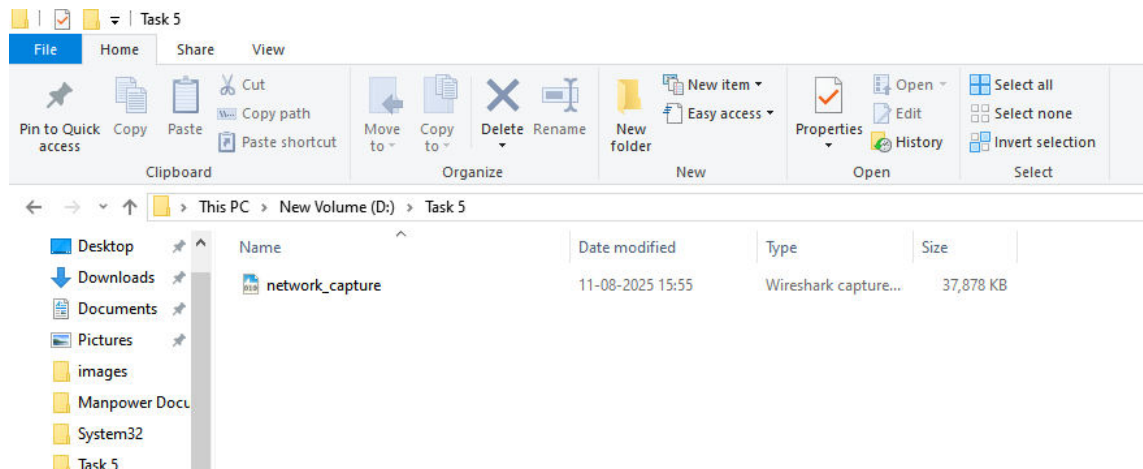 Task 5
File Home Share View
Pin to Quick access
Copy
Paste
Cut
Copy path
Paste shortcut
Clipboard
Move to
Copy to
Delete
Rename
Organize
New folder
New item
Easy access
New
Properties
Open
Edit
History
Open
Select all
Select none
Invert selection
Select
This PC > New Volume (D:) > Task 5
Name Date modified Type Size
network_capture 11-08-2025 15:55 Wireshark capture... 37,878 KB
Desktop
Downloads
Documents
Pictures
images
Manpower Docu
System32
Task 5